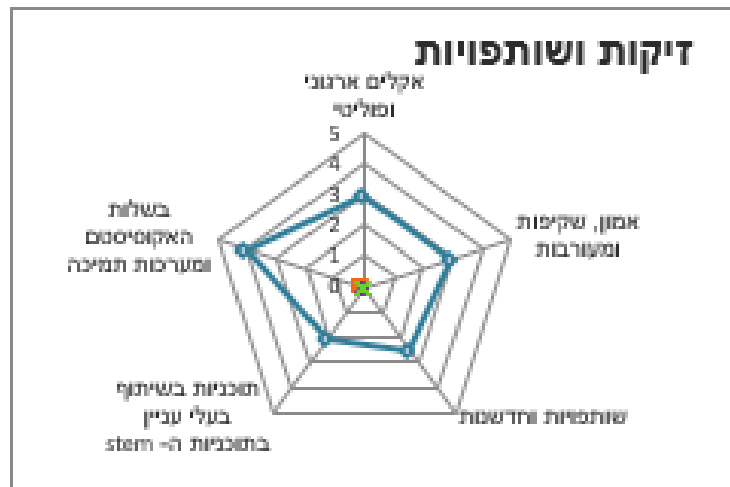 זיקות ושותפויות
אקלים ארגוני
ופוליטי
5
4
3
2
1
0
אמון, שקיפות
ומעורבות
שותפויות וחדשנות
תוכניות בשיתוף
בעלי עניין
בתוכניות ה- stem
בשלות
האקוסיסטם
ומערכות תמיכה